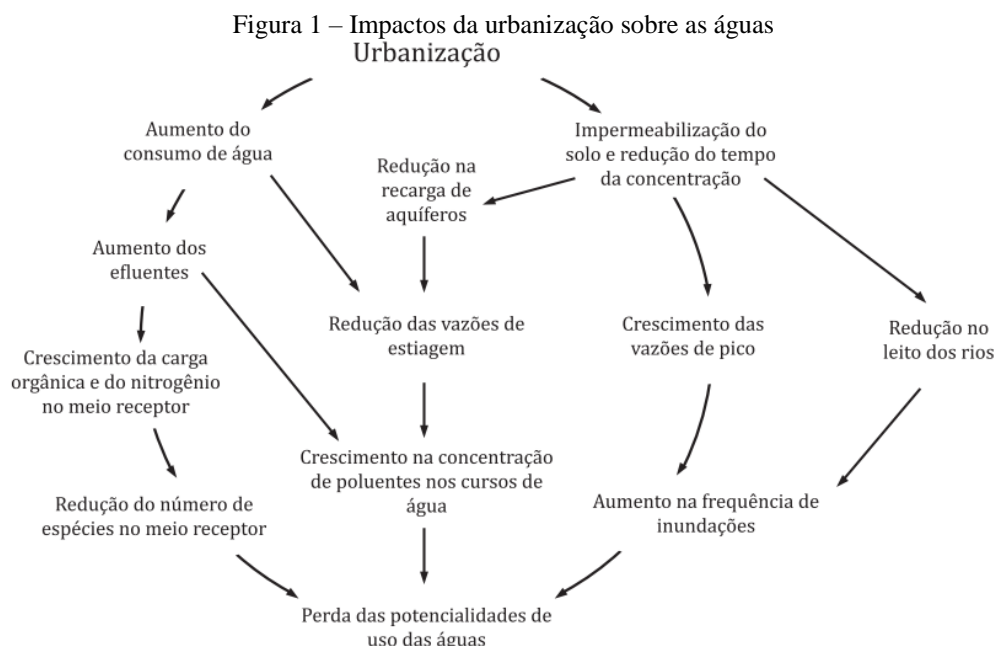 Figura 1 – Impactos da urbanização sobre as águas
Urbanização
Aumento do
consumo de água
Impermeabilização do
solo e redução do tempo
da concentração
Redução na
recarga de
aquíferos
Aumento dos
efluentes
Redução das vazões de
estiagem
Crescimento das
vazões de pico
Redução no
leito dos rios
Crescimento da carga
orgânica e do nitrogênio
no meio receptor
Crescimento na concentração
de poluentes nos cursos de
água
Redução do número de
espécies no meio receptor
Aumento na frequência de
inundações
Perda das potencialidades de
uso das águas